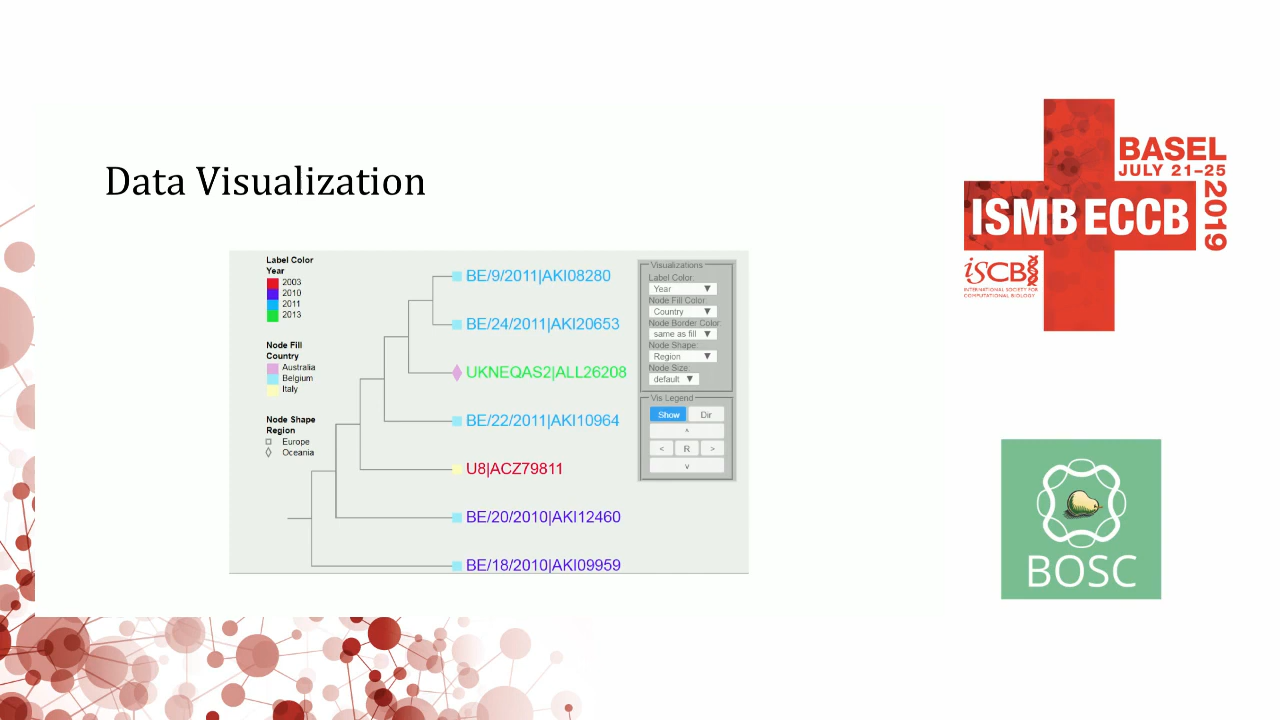 Data Visualization
Label Color
Year
2003
2010
2011
2013
Node Fill
Country
Australia
Belgium
Italy
Node Shape
Region
Europe
Oceania
BE/9/2011|AKI08280
BE/24/2011|AKI20653
UKNEQAS2|ALL26208
BE/22/2011|AKI10964
U8|ACZ79811
BE/20/2010|AKI12460
BE/18/2010|AKI09959
Visualizations
Label Color:
Year ▼
Node Fill Color:
Country ▼
Node Border Color:
same as fill ▼
Node Shape:
Region ▼
Node Size:
default ▼
Vis Legend
Show Dir
^
< R >
v
BASEL
JULY 21–25
2019
ISMB ECCB
ISCB
INTERNATIONAL SOCIETY FOR
COMPUTATIONAL BIOLOGY
BOSC